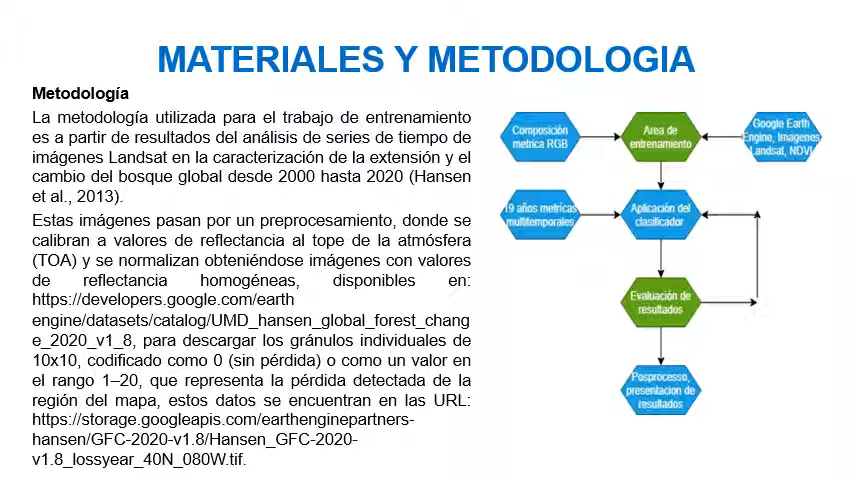 MATERIALES Y METODOLOGIA
Metodología
La metodología utilizada para el trabajo de entrenamiento
es a partir de resultados del análisis de series de tiempo de
imágenes Landsat en la caracterización de la extensión y el
cambio del bosque global desde 2000 hasta 2020 (Hansen
et al., 2013).
Estas imágenes pasan por un preprocesamiento, donde se
calibran a valores de reflectancia al tope de la atmósfera
(TOA) y se normalizan obteniéndose imágenes con valores
de reflectancia homogéneas, disponibles en:
https://developers.google.com/earth
engine/datasets/catalog/UMD_hansen_global_forest_chang
e_2020_v1_8, para descargar los gránulos individuales de
10x10, codificado como 0 (sin pérdida) o como un valor en
el rango 1–20, que representa la pérdida detectada de la
región del mapa, estos datos se encuentran en las URL:
https://storage.googleapis.com/earthenginepartners-
hansen/GFC-2020-v1.8/Hansen_GFC-2020-
v1.8_lossyear_40N_080W.tif.
Composición
metrica RGB
Area de
entrenamiento
Google Earth
Engine, Imagenes
Landsat, NDVI
19 años metricas
multitemporales
Aplicación del
clasificador
Evaluación de
resultados
Posproceso,
presentacion de
resultados